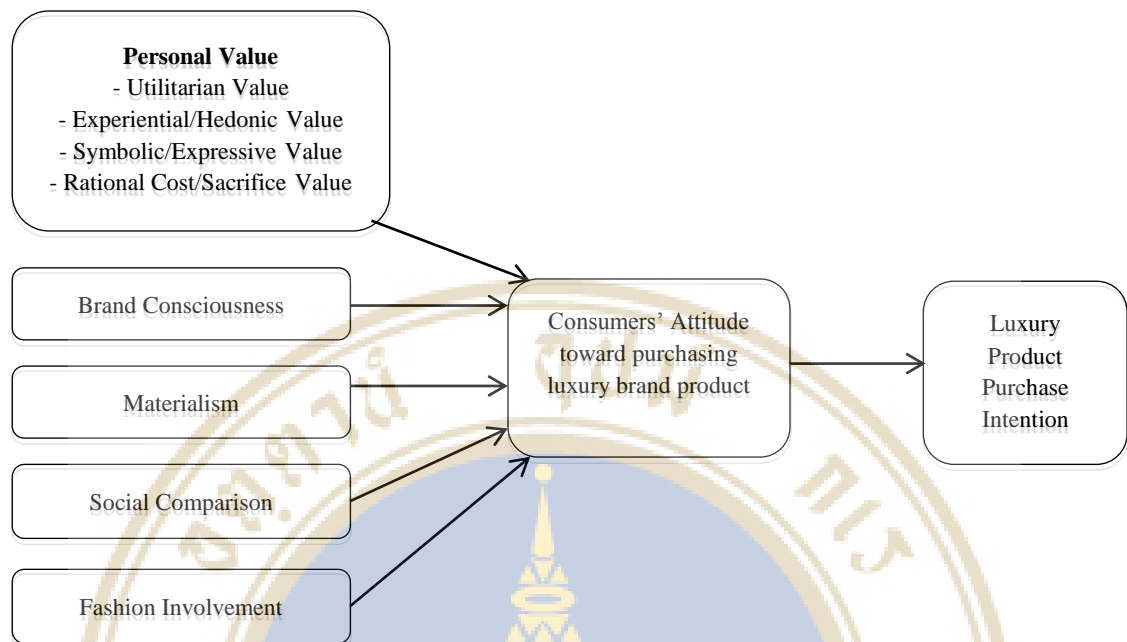 Personal Value
- Utilitarian Value
- Experiential/Hedonic Value
- Symbolic/Expressive Value
- Rational Cost/Sacrifice Value
Brand Consciousness
Materialism
Social Comparison
Fashion Involvement
Consumers’ Attitude
toward purchasing
luxury brand product
Luxury
Product
Purchase
Intention